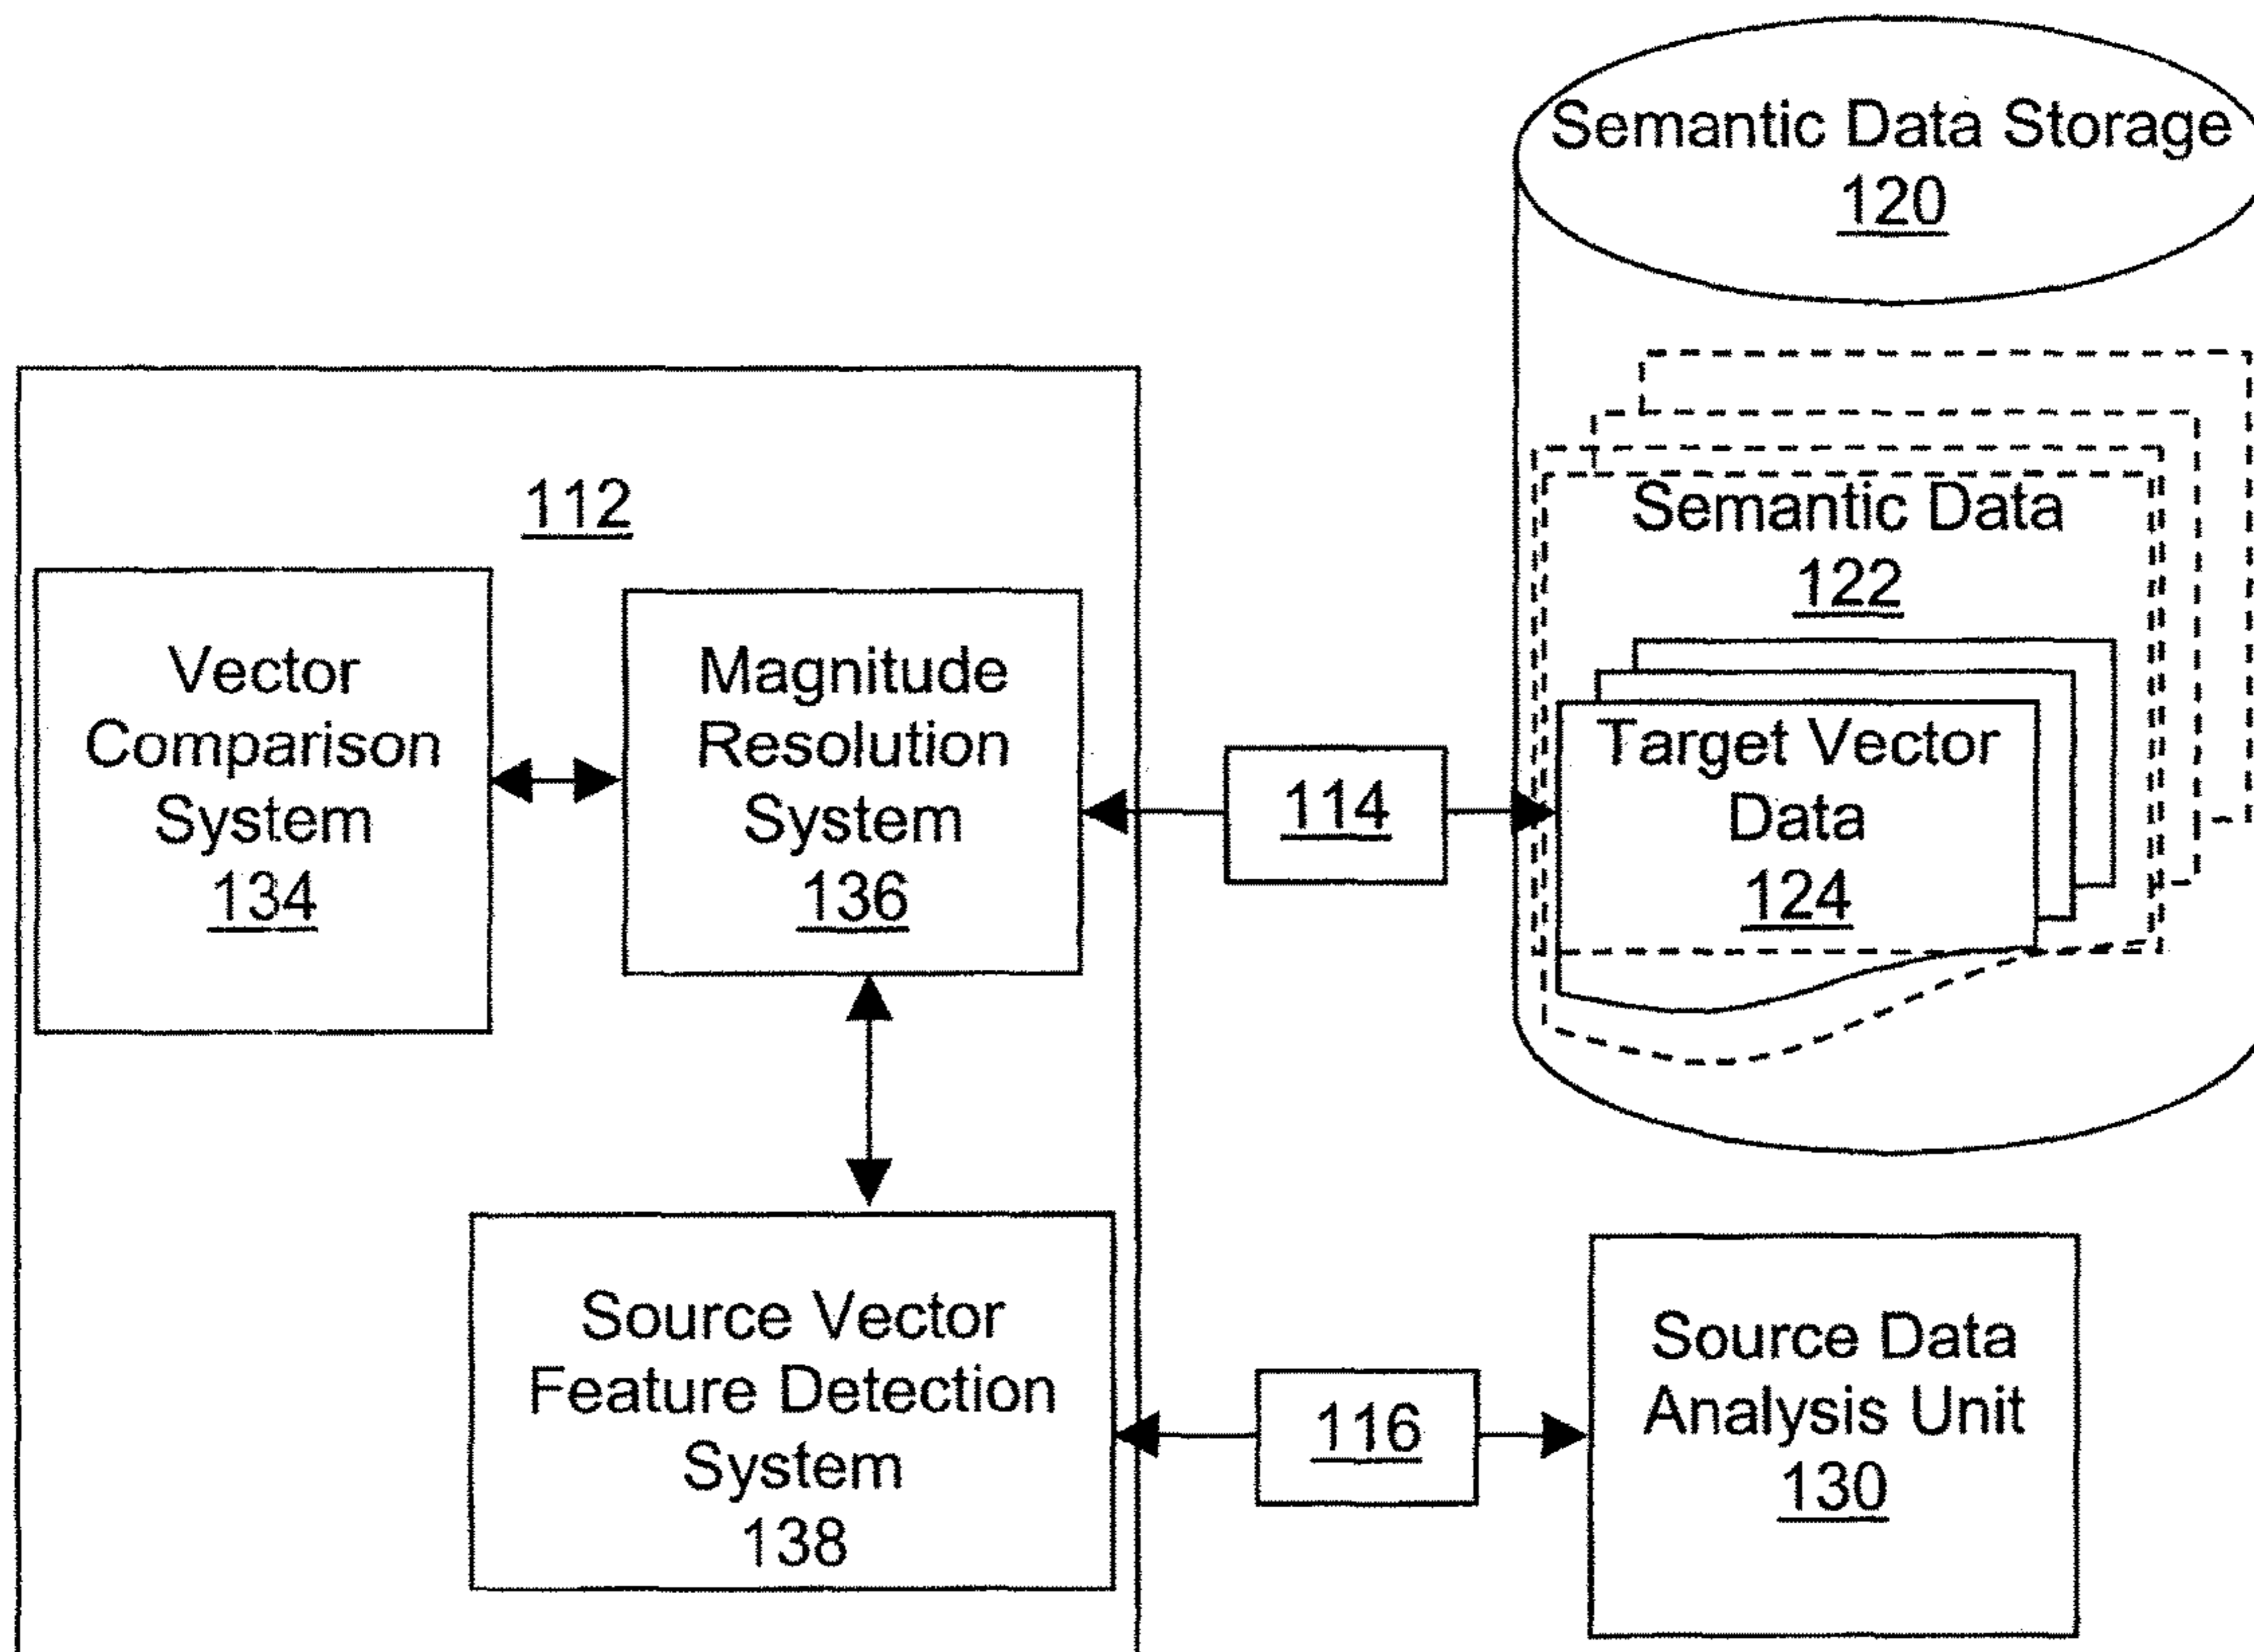 Semantic Data Storage
120
112
Semantic Data
122
Vector
Comparison
System
134
Magnitude
Resolution
System
136
114
Target Vector
Data
124
Source Vector
Feature Detection
System
138
116
Source Data
Analysis Unit
130